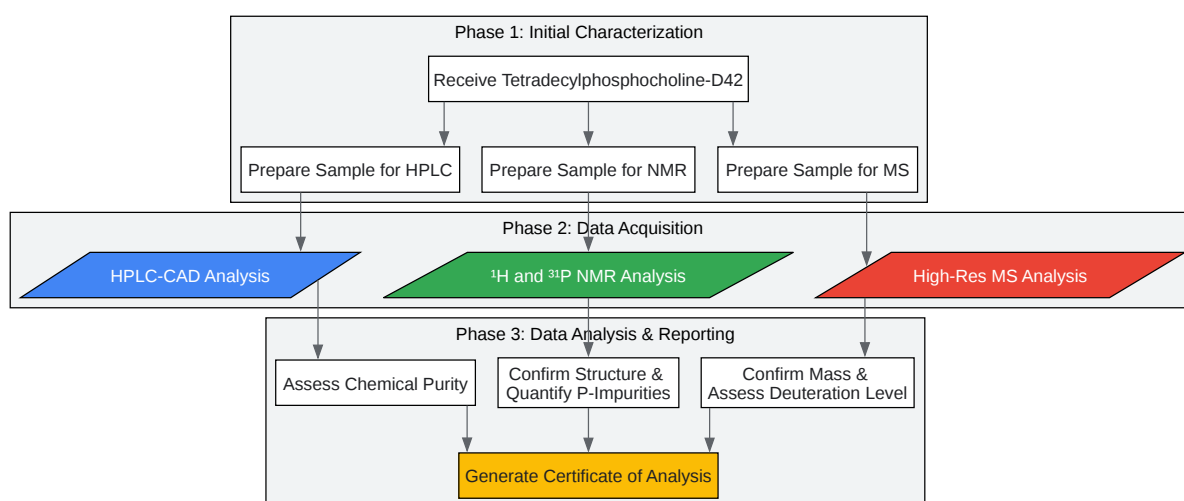 Phase 1: Initial Characterization
Receive Tetradecylphosphocholine-D42
Prepare Sample for HPLC
Prepare Sample for NMR
Prepare Sample for MS
Phase 2: Data Acquisition
HPLC-CAD Analysis
¹H and ³¹P NMR Analysis
High-Res MS Analysis
Phase 3: Data Analysis & Reporting
Assess Chemical Purity
Confirm Structure &
Quantify P-Impurities
Confirm Mass &
Assess Deuteration Level
Generate Certificate of Analysis